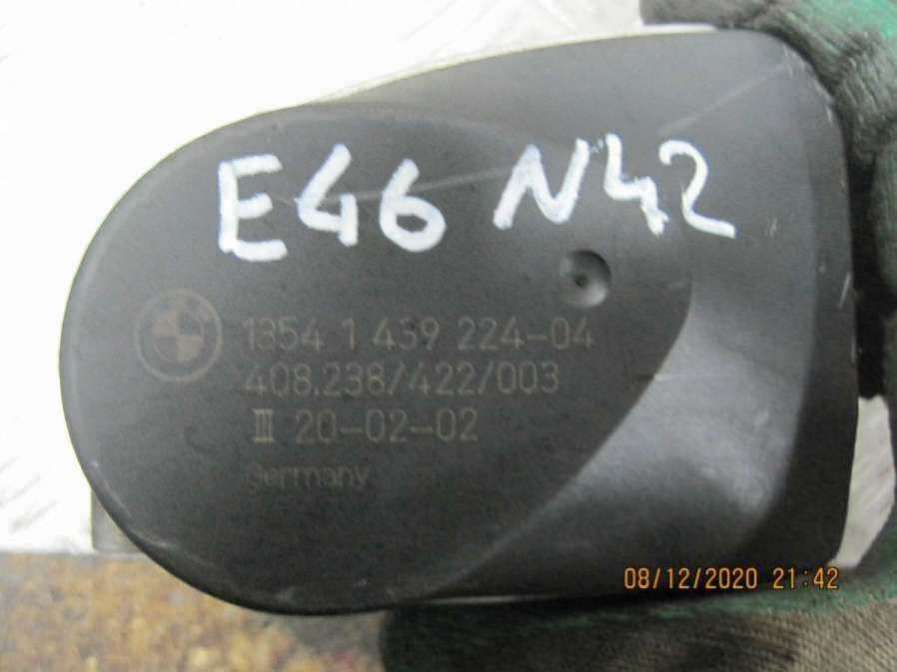 E46 N42
1354 1 439 224-04
408.238/422/003
III 20-02-02
Germany
08/12/2020 21:42